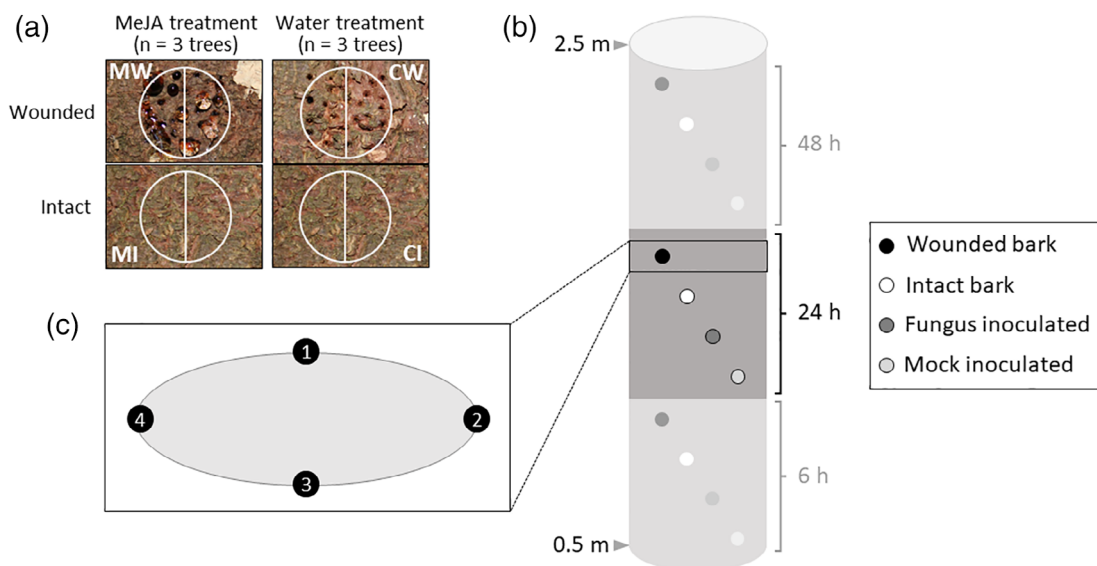 (a)
MeJA treatment
(n = 3 trees)
Water treatment
(n = 3 trees)
Wounded
MW
CW
Intact
MI
CI
(b)
2.5 m
48 h
24 h
6 h
0.5 m
Wounded bark
Intact bark
Fungus inoculated
Mock inoculated
(c)
1
2
3
4